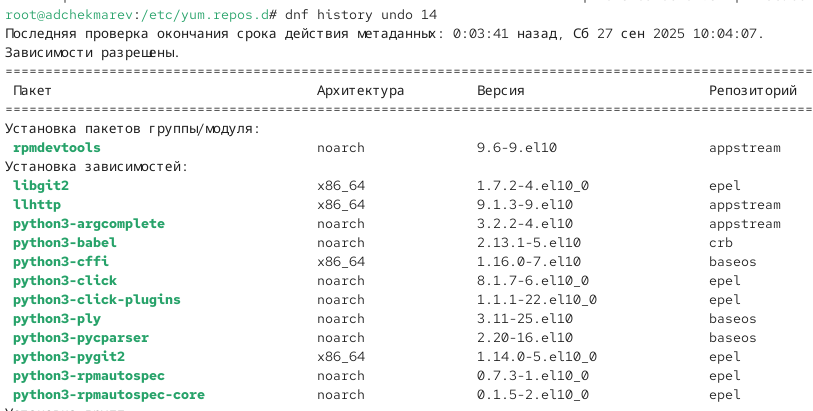 root@adchekmarev:/etc/yum.repos.d# dnf history undo 14
Последняя проверка окончания срока действия метаданных: 0:03:41 назад, Сб 27 сен 2025 10:04:07.
Зависимости разрешены.
================================================================================
Пакет Архитектура Версия Репозиторий
================================================================================
Установка пакетов группы/модуля:
rpmdevtools noarch 9.6-9.el10 appstream
Установка зависимостей:
libgit2 x86_64 1.7.2-4.el10_0 epel
llhttp x86_64 9.1.3-9.el10 appstream
python3-argcomplete noarch 3.2.2-4.el10 appstream
python3-babel noarch 2.13.1-5.el10 crb
python3-cffi x86_64 1.16.0-7.el10 baseos
python3-click noarch 8.1.7-6.el10_0 epel
python3-click-plugins noarch 1.1.1-22.el10_0 epel
python3-ply noarch 3.11-25.el10 baseos
python3-pycparser noarch 2.20-16.el10 baseos
python3-pygit2 x86_64 1.14.0-5.el10_0 epel
python3-rpmautospec noarch 0.7.3-1.el10_0 epel
python3-rpmautospec-core noarch 0.1.5-2.el10_0 epel